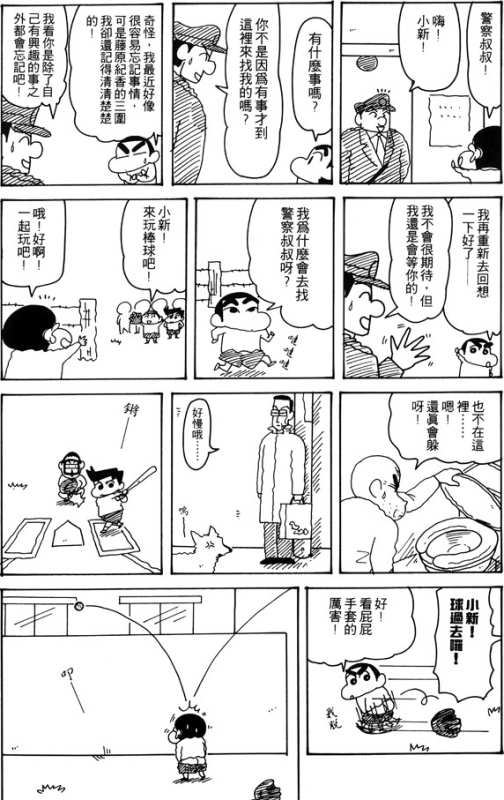 警察叔叔！
嗨！
小新！
有什麼事嗎？
你不是因為有事才到
這裡來找我的嗎？
奇怪，我最近好像
很容易忘記事情，
可是藤原紀香的三圍
我卻還記得清清楚楚
的！
我看你是除了自
己有興趣的事之
外都會忘記吧！
我再重新去回想
一下好了──
我不會很期待，但
我還是會等你的！
我為什麼會去找
警察叔叔呀？
噠
噠
小新！
來玩棒球吧！
哦！好啊！
一起玩吧！
也不在這
裡……
嗯！
還真會躲
呀！
好慢哦……
嗚
鏘
小新！
球過去囉！
好！
看屁屁
手套的
厲害！
叩